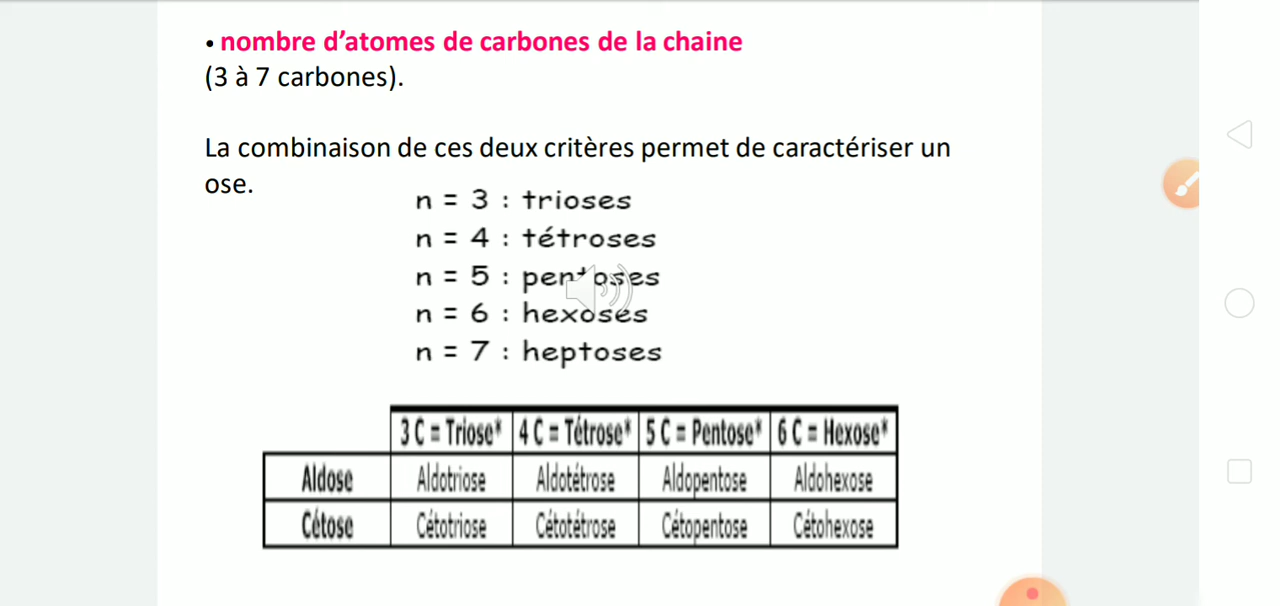 • nombre d'atomes de carbones de la chaine
(3 à 7 carbones).
La combinaison de ces deux critères permet de caractériser un
ose.
n = 3 : trioses
n = 4 : tétroses
n = 5 : pentoses
n = 6 : hexoses
n = 7 : heptoses
3 C = Triose* 4 C = Tétrose* 5 C = Pentose* 6 C = Hexose*
Aldose Aldotriose Aldotétrose Aldopentose Aldohexose
Cétose Cétotriose Cétotétrose Cétopentose Cétohexose